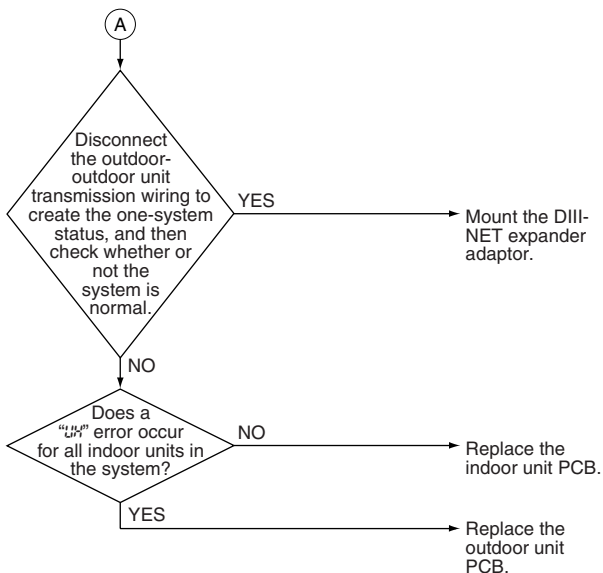 A
Disconnect
the outdoor-
outdoor unit
transmission wiring to
create the one-system
status, and then
check whether or
not the
system is
normal.
YES
Mount the DIII-
NET expander
adaptor.
NO
Does a
“UH” error occur
for all indoor units in
the system?
NO
Replace the
indoor unit PCB.
YES
Replace the
outdoor unit
PCB.